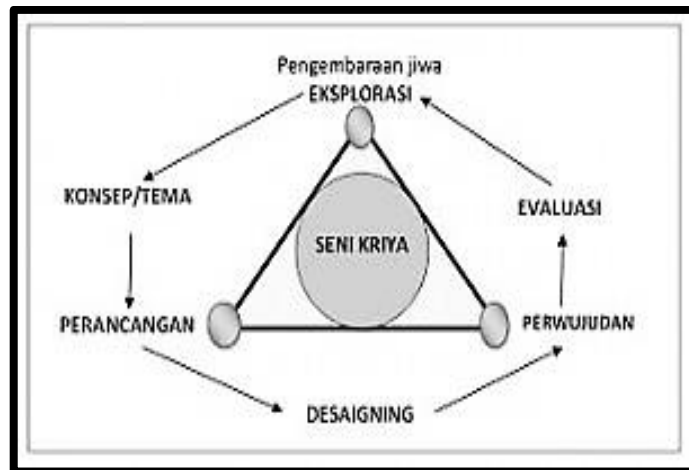 Pengembaraan jiwa
EKSPLORASI
KONSEP/TEMA
EVALUASI
SENI KRIYA
PERANCANGAN
PERWUJUDAN
DESAIGNING